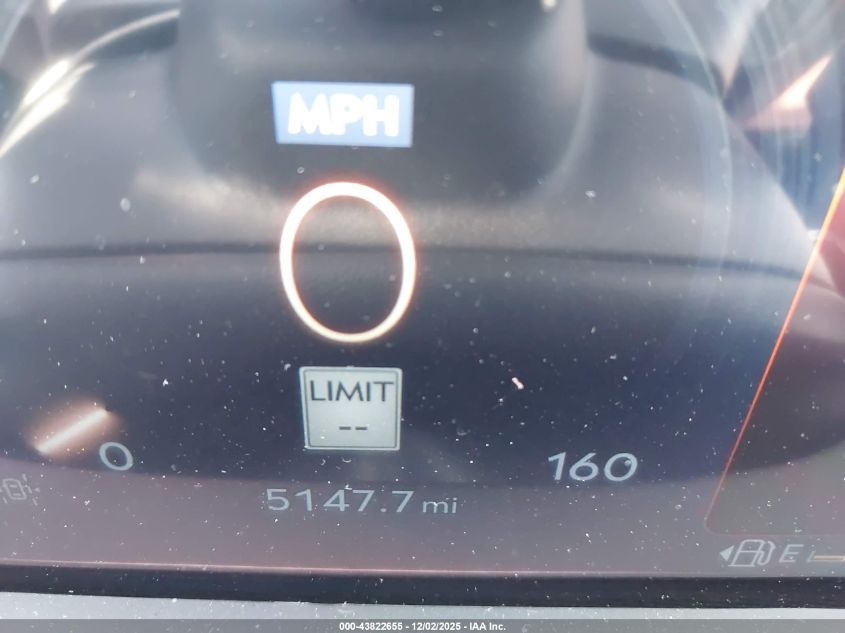 MPH
0
LIMIT
--
0
160
5147.7 mi
E
000-43822655 - 12/02/2025 - IAA Inc.